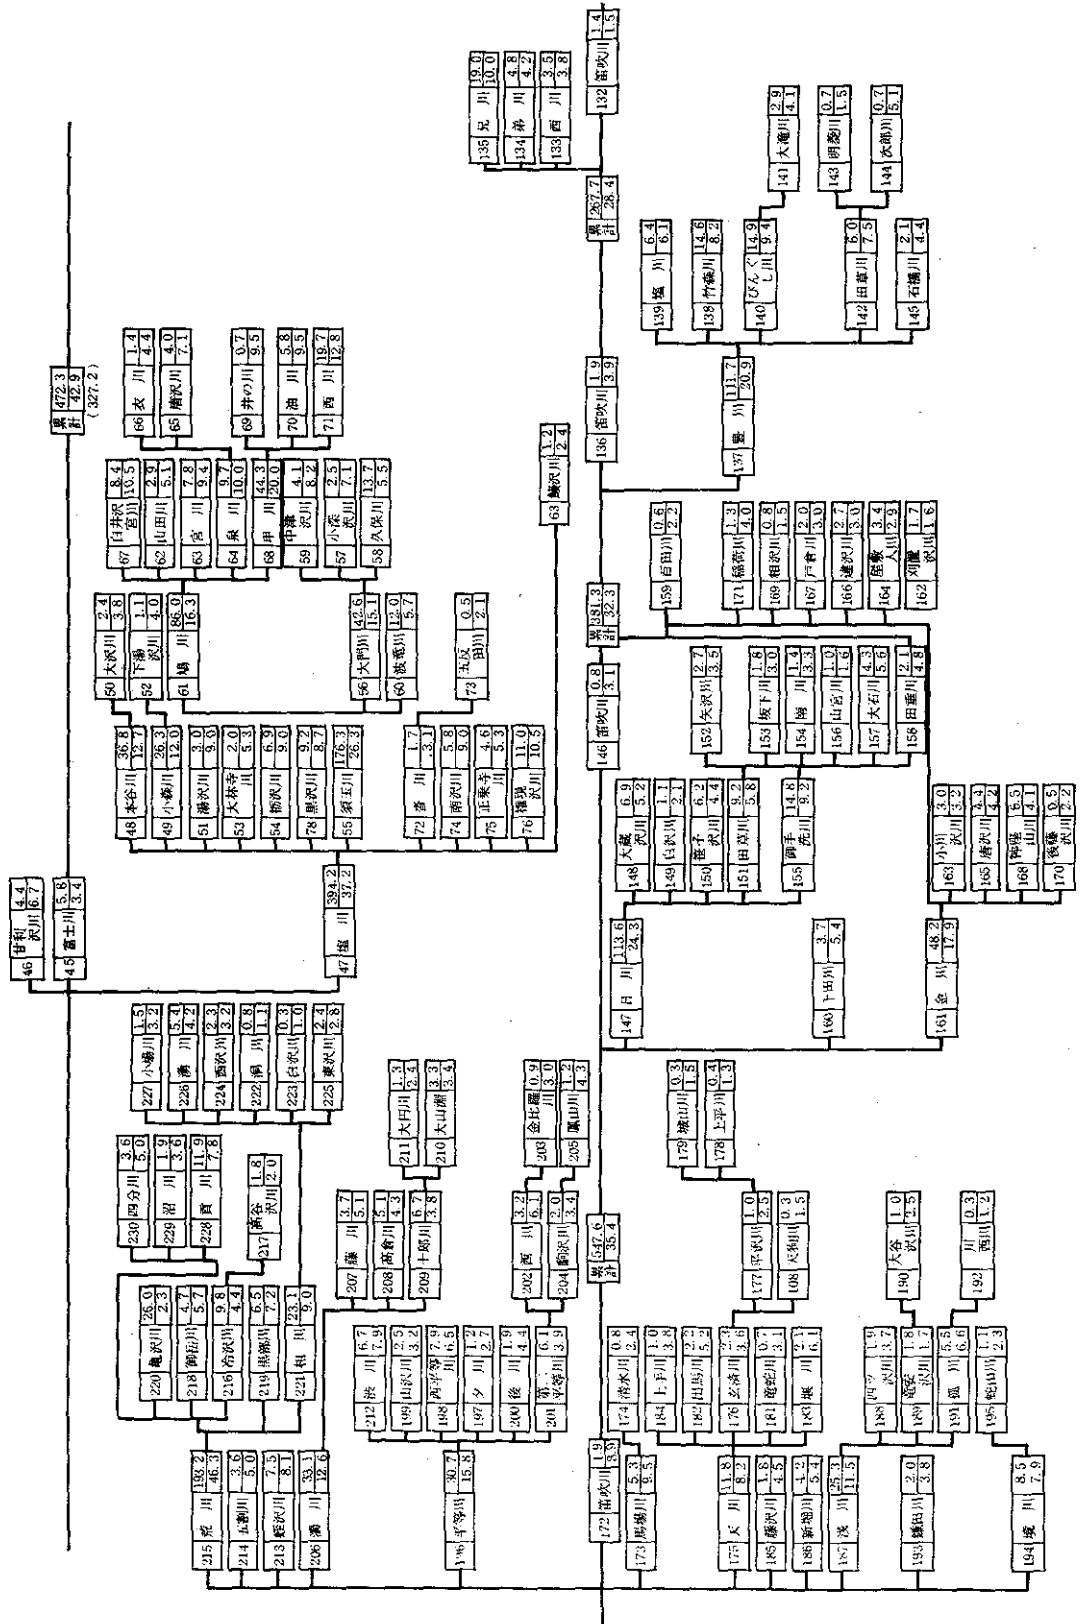 累計 472.3 42.9
(327.2)
46 甘利沢川 4.4 6.7
45 富士川 5.8 3.4
47 塩川 394.2 37.2
48 本谷川 36.8 12.7
49 小森川 26.3 12.0
51 湯沢川 3.0 9.0
53 大林寺川 2.0 5.3
54 栃沢川 6.9 9.0
78 黒沢川 9.2 8.7
55 須玉川 176.3 26.3
72 沓川 1.7 3.1
74 南沢川 5.8 9.0
75 正乗寺川 4.6 5.3
76 権現沢川 11.0 10.5
50 大沢川 2.4 3.8
52 下湯沢川 1.1 4.0
61 鳩川 86.0 16.3
56 大門川 42.6 15.1
60 波竜川 12.0 5.7
73 五反田川 0.5 2.1
67 白井沢宮川 8.4 10.5
62 山田川 2.9 5.1
63 宮川 7.8 9.4
64 泉川 9.7 10.0
68 甲川 44.3 20.0
59 中津沢川 4.1 8.2
57 小深沢川 2.5 7.1
58 久保川 13.7 5.5
63 鰊沢川 1.2 2.4
66 衣川 1.4 4.4
65 唐沢川 4.0 7.1
69 井の川 0.7 9.5
70 油川 5.8 9.5
71 西川 19.7 12.8
132 笛吹川 1.4 1.5
135 兄川 19.0 10.0
134 弟川 4.8 4.2
133 西川 3.5 3.8
累計 267.7 28.4
136 笛吹川 1.9 3.9
137 豊川 111.7 20.9
139 塩川 6.4 6.1
138 竹森川 14.6 8.2
140 びんぐし川 14.9 9.4
142 田草川 6.0 7.5
145 石橋川 2.1 4.4
141 大滝川 2.9 4.1
143 明菱川 0.7 1.5
144 次郎川 0.7 5.1
累計 381.3 32.3
146 笛吹川 0.8 3.1
147 日川 113.6 24.3
160 下田川 3.7 5.4
161 金川 48.2 17.9
148 大蔵沢川 6.9 5.2
149 白沢川 1.1 2.1
150 笹子沢川 6.2 4.4
151 田草川 9.2 5.8
155 御手洗川 14.8 9.2
152 矢沢川 2.7 3.5
153 坂下川 1.8 3.0
154 南川 1.4 3.3
156 山宮川 1.0 1.6
157 大石川 4.3 5.6
158 田垂川 2.1 4.8
159 百田川 0.6 2.2
171 稲荷川 1.3 4.0
169 相沢川 0.8 1.5
167 戸倉川 2.0 3.0
166 達沢川 2.7 3.0
164 屋敷入川 3.4 2.9
162 刈置沢川 1.7 1.6
163 小川沢川 3.0 3.2
165 唐沢川 4.4 4.2
168 神座山川 6.5 4.1
170 後藤沢川 0.5 2.2
累計 547.6 35.4
172 笛吹川 1.9 8.9
215 荒川 193.2 46.3
214 五割川 3.6 5.0
213 蛭沢川 7.5 8.1
206 濁川 33.1 12.6
196 平等川 30.7 15.8
220 亀沢川 26.0 2.3
218 御岳川 4.7 5.7
216 冷沢川 9.8 4.4
219 黒部川 6.5 7.2
221 相川 23.1 9.0
230 四分川 3.6 5.0
229 沼川 1.9 3.6
228 貢川 11.9 7.8
217 高谷沢川 1.8 2.0
227 小場川 1.5 3.2
226 湯川 5.4 4.2
224 西沢川 2.3 3.2
222 潟川 0.8 1.1
223 白沢川 0.3 1.0
225 東沢川 2.4 2.8
207 藤川 3.7 5.1
208 高倉川 5.1 4.3
209 十郎川 6.7 3.8
211 大円川 1.3 2.4
210 大山淵 3.3 3.4
212 渋川 6.7 7.9
199 山沢川 2.5 3.2
198 西平等川 7.9 6.5
197 夕川 1.2 2.7
200 後川 1.9 4.4
201 第二平等川 6.1 3.9
202 西川 3.2 6.1
204 駒沢川 2.0 3.4
203 金比羅川 0.9 3.0
205 鳳山川 1.2 4.3
173 馬場川 5.3 9.5
175 天川 11.8 8.2
185 藤沢川 1.8 4.5
186 新堀川 4.2 5.4
187 浅川 25.3 11.5
193 鎌田川 2.0 3.8
194 境川 8.5 7.9
174 清水川 0.8 2.4
184 上手川 1.0 3.8
182 出馬川 2.2 5.2
176 玄済川 2.3 3.6
181 竜蛇川 0.7 3.1
183 堰川 2.3 6.1
188 四ッ沢川 1.9 3.7
189 竜安沢川 1.8 1.7
191 狐川 5.5 6.6
195 蛇山川 1.1 2.3
177 平沢川 1.0 2.5
108 天狗川 0.3 1.5
179 城山川 0.3 1.5
178 上平川 0.4 1.3
190 大谷沢川 1.0 2.5
192 川西川 0.3 1.2